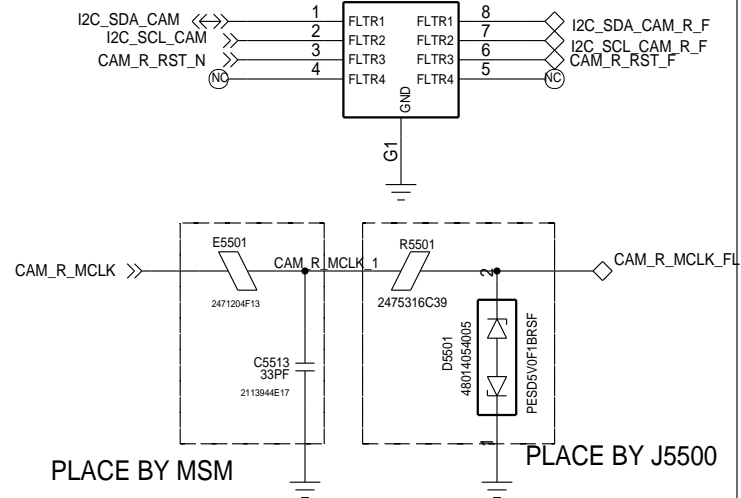 I2C_SDA_CAM 1 FLTR1 FLTR1 8 I2C_SDA_CAM_R_F
I2C_SCL_CAM 2 FLTR2 FLTR2 7 I2C_SCL_CAM_R_F
CAM_R_RST_N 3 FLTR3 FLTR3 6 CAM_R_RST_F
NC 4 FLTR4 FLTR4 5 NC
GND
G1
E5501
R5501
CAM_R_MCLK
CAM_R_MCLK_1
2
CAM_R_MCLK_FL
2471204F13
2475316C39
C5513
33PF
2113944E17
D5501
48014054005
PESD5V0F1BRSF
1
PLACE BY MSM
PLACE BY J5500